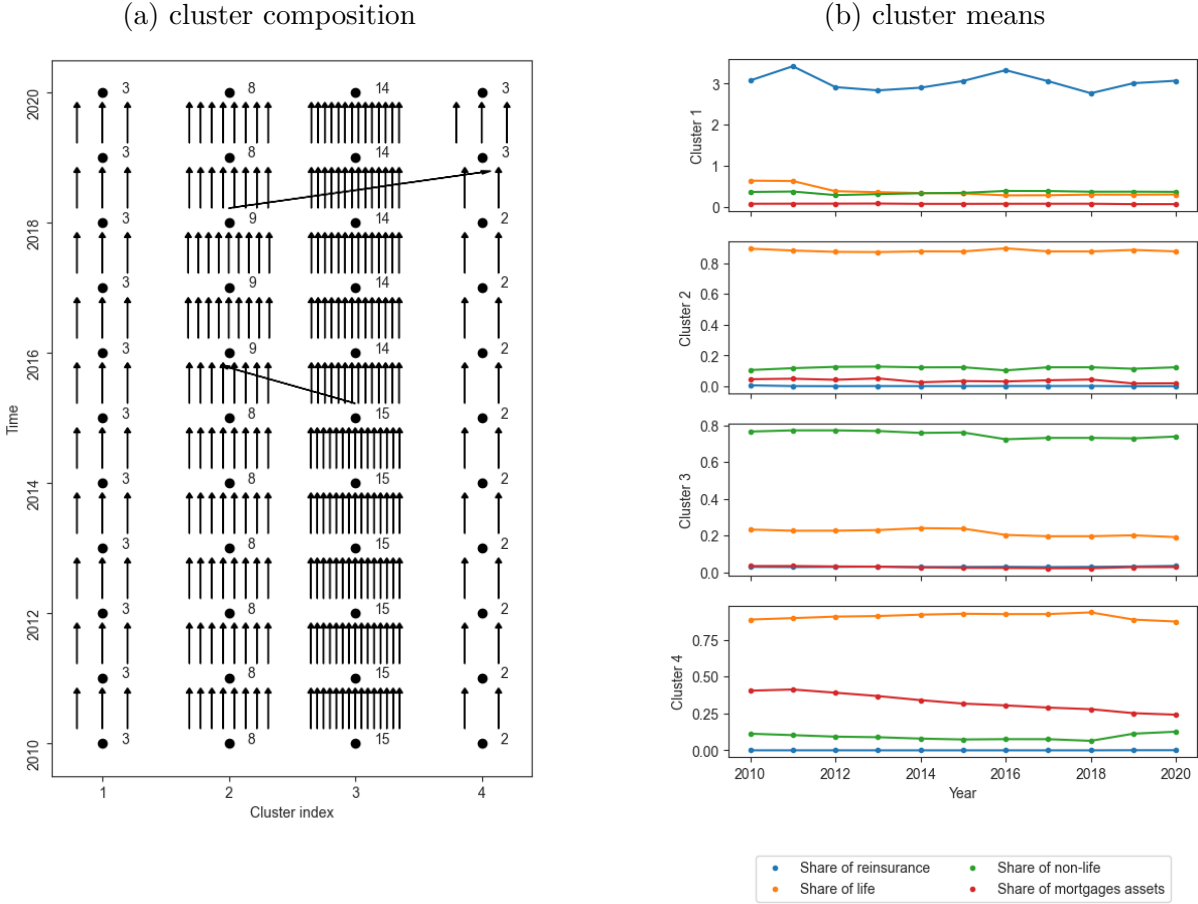 (a) cluster composition
2020
3 8 14 3
3 8 14 3
2018
3 9 14 2
3 9 14 2
2016
3 9 14 2
3 8 15 2
2014
3 8 15 2
3 8 15 2
2012
3 8 15 2
3 8 15 2
2010
3 8 15 2
Time
1 2 3 4
Cluster index
(b) cluster means
Cluster 1
3
2
1
0
Cluster 2
0.8
0.6
0.4
0.2
0.0
Cluster 3
0.8
0.6
0.4
0.2
0.0
Cluster 4
0.75
0.50
0.25
0.00
2010 2012 2014 2016 2018 2020
Year
Share of reinsurance
Share of life
Share of non-life
Share of mortgages assets